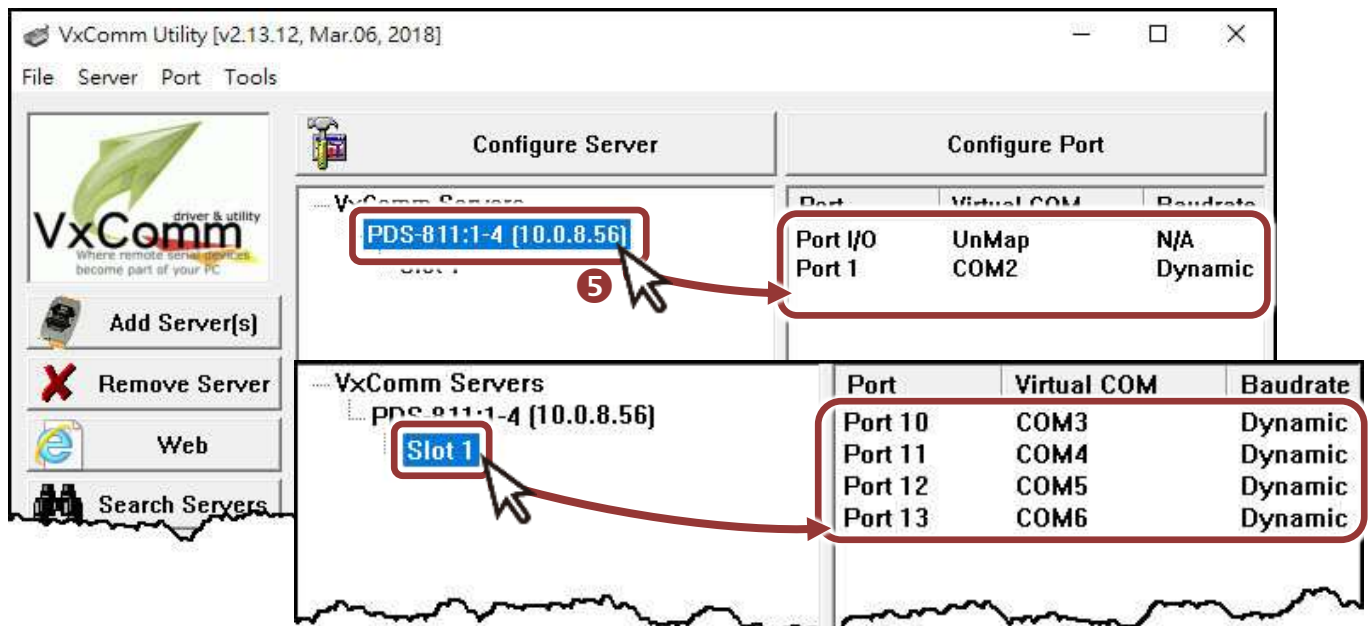 VxComm Utility [v2.13.12, Mar.06, 2018]
File Server Port Tools
VxComm
driver & utility
Where remote serial devices
become part of your PC
Configure Server
Configure Port
VxComm Servers
Port Virtual COM Baudrate
PDS-811:1-4 (10.0.8.56)
Slot 1
5
Port I/O UnMap N/A
Port 1 COM2 Dynamic
Add Server(s)
Remove Server
Web
Search Servers
VxComm Servers
PDS-811:1-4 (10.0.8.56)
Slot 1
Port Virtual COM Baudrate
Port 10 COM3 Dynamic
Port 11 COM4 Dynamic
Port 12 COM5 Dynamic
Port 13 COM6 Dynamic